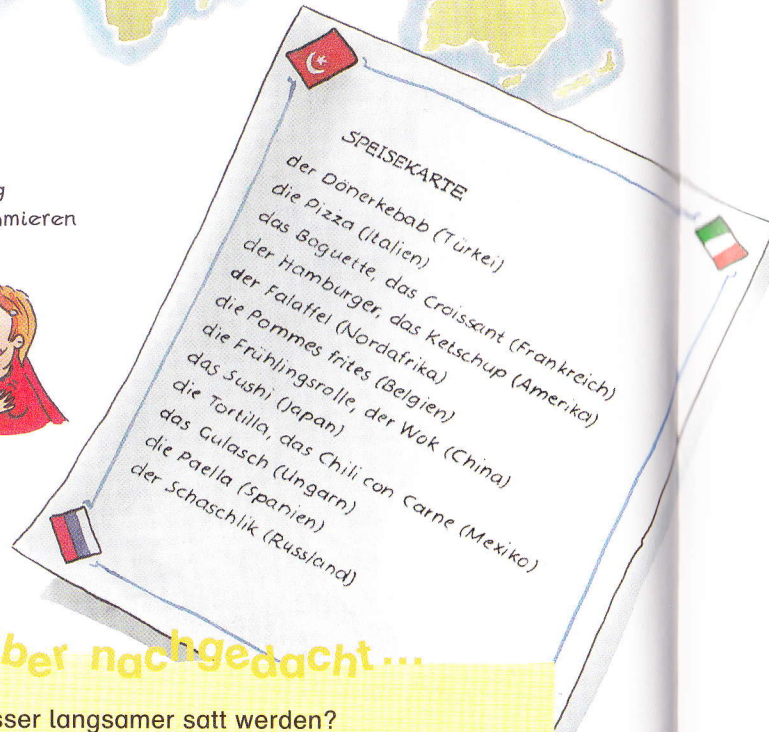 SPEISEKARTE
der Dönerkebab (Türkei)
die Pizza (Italien)
das Baguette, das Croissant (Frankreich)
der Hamburger, das Ketschup (Amerika)
der Falaffel (Nordafrika)
die Pommes frites (Belgien)
die Frühlingsrolle, der Wok (China)
das Sushi (Japan)
die Tortilla, das Chili con Carne (Mexiko)
das Gulasch (Ungarn)
die Paella (Spanien)
der Schaschlik (Russland)
ber nachgedacht...
sser langsamer satt werden?